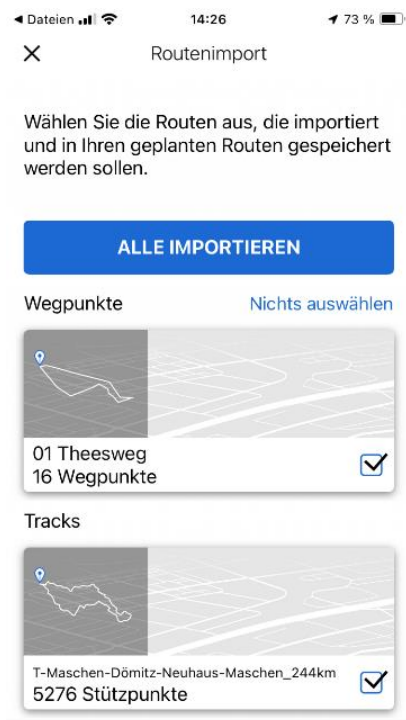 Dateien 14:26 73 %
Routenimport
Wählen Sie die Routen aus, die importiert
und in Ihren geplanten Routen gespeichert
werden sollen.
ALLE IMPORTIEREN
Wegpunkte Nichts auswählen
01 Theesweg
16 Wegpunkte
Tracks
T-Maschen-Dömitz-Neuhaus-Maschen_244km
5276 Stützpunkte